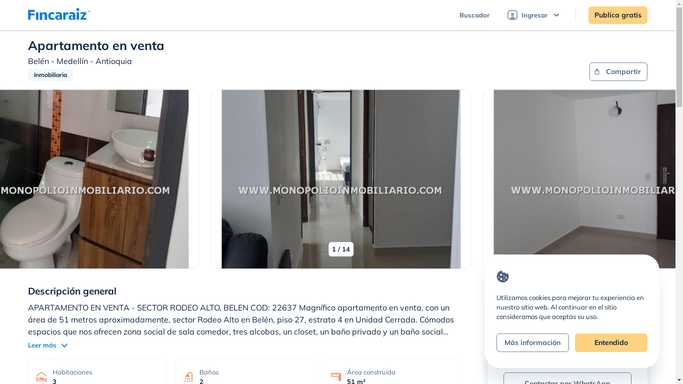 Fincaraiz
Buscador
Ingresar
Publica gratis
Apartamento en venta
Belén - Medellín - Antioquia
Inmobiliaria
Compartir
MONOPOLIOINMOBILIARIO.COM
WWW.MONOPOLIOINMOBILIARIO.COM
WWW.MONOPOLIOINMOBILIARIO
1 / 14
Descripción general
APARTAMENTO EN VENTA - SECTOR RODEO ALTO, BELEN COD: 22637 Magnífico apartamento en venta, con un
área de 51 metros aproximadamente, sector Rodeo Alto en Belén, piso 27, estrato 4 en Unidad Cerrada. Cómodos
espacios que nos ofrecen zona social de sala comedor, tres alcobas, un closet, un baño privado y un baño social...
Leer más
Habitaciones
3
Baños
2
Área construida
51 m²
Utilizamos cookies para mejorar tu experiencia en
nuestro sitio web. Al continuar en el sitio
consideramos que aceptas su uso.
Más información
Entendido
Contactar por WhatsApp